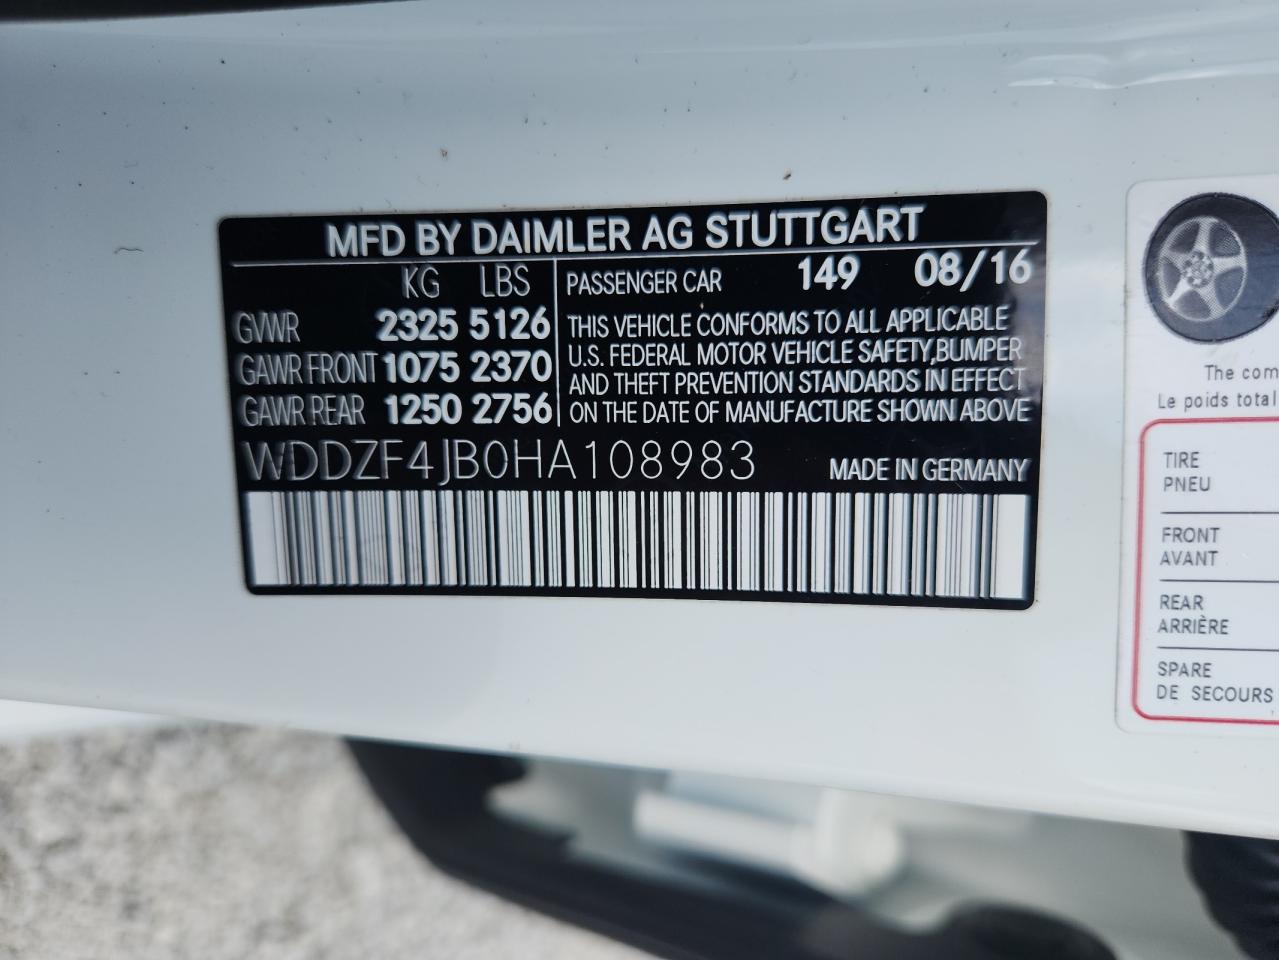 MFD BY DAIMLER AG STUTTGART
KG LBS
GVWR 2325 5126
GAWR FRONT 1075 2370
GAWR REAR 1250 2756
PASSENGER CAR 149 08/16
THIS VEHICLE CONFORMS TO ALL APPLICABLE
U.S. FEDERAL MOTOR VEHICLE SAFETY,BUMPER
AND THEFT PREVENTION STANDARDS IN EFFECT
ON THE DATE OF MANUFACTURE SHOWN ABOVE
WDDZF4JB0HA108983 MADE IN GERMANY
The com
Le poids total
TIRE
PNEU
FRONT
AVANT
REAR
ARRIÈRE
SPARE
DE SECOURS